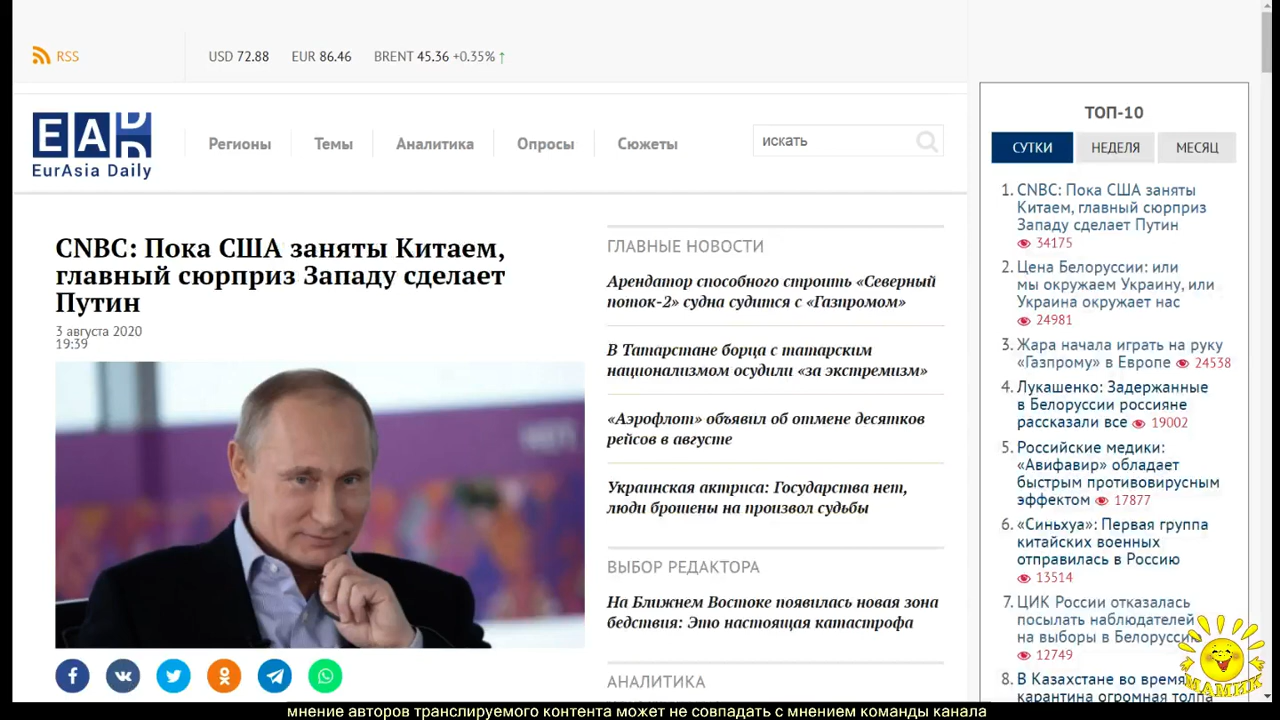 RSS
USD 72.88 EUR 86.46 BRENT 45.36 +0.35% ↑
EAD
EurAsia Daily
Регионы
Темы
Аналитика
Опросы
Сюжеты
искать
CNBC: Пока США заняты Китаем,
главный сюрприз Западу сделает
Путин
3 августа 2020
19:39
ГЛАВНЫЕ НОВОСТИ
Арендатор способного строить «Северный
поток-2» судна судится с «Газпромом»
В Татарстане борца с татарским
национализмом осудили «за экстремизм»
«Аэрофлот» объявил об отмене десятков
рейсов в августе
Украинская актриса: Государства нет,
люди брошены на произвол судьбы
ВЫБОР РЕДАКТОРА
На Ближнем Востоке появилась новая зона
бедствия: Это настоящая катастрофа
АНАЛИТИКА
ТОП-10
СУТКИ НЕДЕЛЯ МЕСЯЦ
1. CNBC: Пока США заняты
Китаем, главный сюрприз
Западу сделает Путин
34175
2. Цена Белоруссии: или
мы окружаем Украину, или
Украина окружает нас
24981
3. Жара начала играть на руку
«Газпрому» в Европе 24538
4. Лукашенко: Задержанные
в Белоруссии россияне
рассказали все 19002
5. Российские медики:
«Авифавир» обладает
быстрым противовирусным
эффектом 17877
6. «Синьхуа»: Первая группа
китайских военных
отправилась в Россию
13514
7. ЦИК России отказалась
посылать наблюдателей
на выборы в Белоруссии
12749
8. В Казахстане во время
карантина огромная толпа
МАМИК
мнение авторов транслируемого контента может не совпадать с мнением команды канала